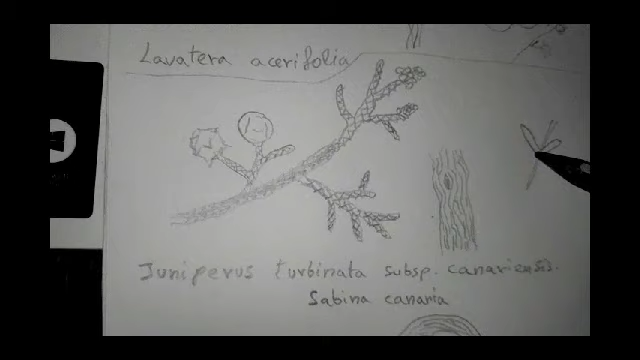 Lavatera acerifolia
Juniperus turbinata subsp. canariensis.
Sabina canaria